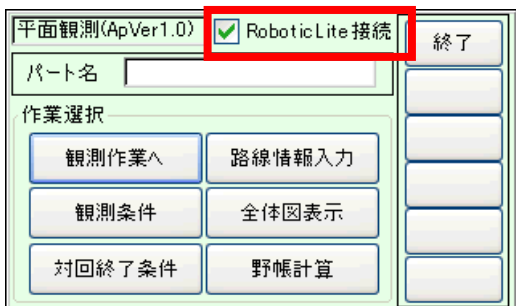 平面観測(ApVer1.0) RoboticLite接続 終了
パート名
作業選択
観測作業へ 路線情報入力
観測条件 全体図表示
対回終了条件 野帳計算